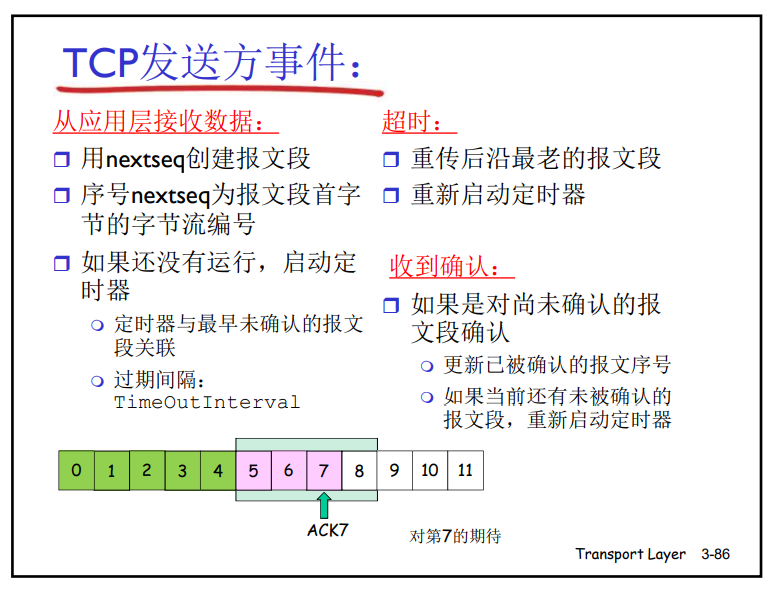 TCP发送方事件：
从应用层接收数据：
用nextseq创建报文段
序号nextseq为报文段首字
节的字节流编号
如果还没有运行，启动定
时器
定时器与最早未确认的报文
段关联
过期间隔：
TimeOutInterval
超时：
重传后沿最老的报文段
重新启动定时器
收到确认：
如果是对尚未确认的报
文段确认
更新已被确认的报文序号
如果当前还有未被确认的
报文段，重新启动定时器
0 1 2 3 4 5 6 7 8 9 10 11
ACK7
对第7的期待
Transport Layer 3-86